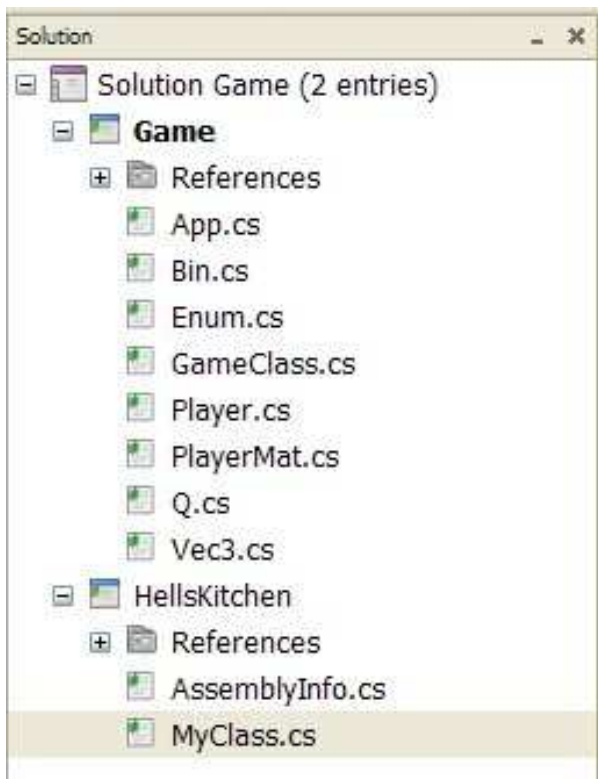 Solution
Solution Game (2 entries)
Game
References
App.cs
Bin.cs
Enum.cs
GameClass.cs
Player.cs
PlayerMat.cs
Q.cs
Vec3.cs
HellsKitchen
References
AssemblyInfo.cs
MyClass.cs